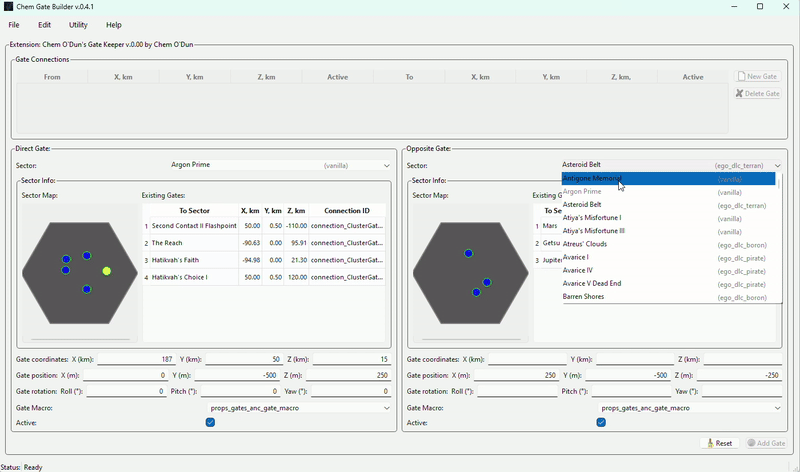 Chem Gate Builder v.0.4.1
File Edit Utility Help
Extension: Chem O'Dun's Gate Keeper v.0.00 by Chem O'Dun
Gate Connections
From X, km Y, km Z, km Active To X, km Y, km Z, km, Active
New Gate
Delete Gate
Direct Gate:
Sector: Argon Prime (vanilla)
Sector Info:
Sector Map: Existing Gates:
To Sector X, km Y, km Z, km Connection ID
1 Second Contact II Flashpoint 50.00 0.50 -110.00 connection_ClusterGat...
2 The Reach -90.63 0.00 95.91 connection_ClusterGat...
3 Hatikvah's Faith -94.98 0.00 21.30 connection_ClusterGat...
4 Hatikvah's Choice I 50.00 0.50 120.00 connection_ClusterGat...
Gate coordinates: X (km): 187 Y (km): 50 Z (km): 15
Gate position: X (m): 0 Y (m): -500 Z (m): 250
Gate rotation: Roll (°): 0 Pitch (°): 0 Yaw (°): 0
Gate Macro: props_gates_anc_gate_macro
Active:
Opposite Gate:
Sector: Asteroid Belt (ego_dlc_terran)
Antigone Memorial (vanilla)
Argon Prime (vanilla)
Asteroid Belt (ego_dlc_terran)
Atiya's Misfortune I (vanilla)
Atiya's Misfortune III (vanilla)
Atreus' Clouds (ego_dlc_boron)
Avarice I (ego_dlc_pirate)
Avarice IV (ego_dlc_pirate)
Avarice V Dead End (ego_dlc_pirate)
Barren Shores (ego_dlc_boron)
Sector Info:
Sector Map: Existing G
To Se
1 Mars
2 Getsu
3 Jupiter
Gate coordinates: X (km): Y (km): Z (km):
Gate position: X (m): 250 Y (m): -500 Z (m): -250
Gate rotation: Roll (°): Pitch (°): Yaw (°):
Gate Macro: props_gates_anc_gate_macro
Active:
Reset Add Gate
Status: Ready